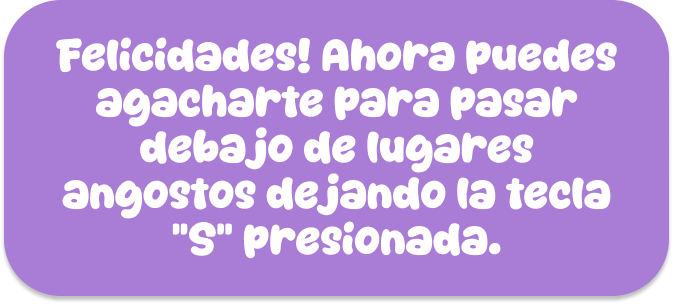 Felicidades! Ahora puedes
agacharte para pasar
debajo de lugares
angostos dejando la tecla
"S" presionada.